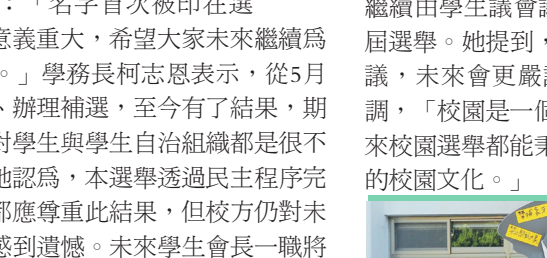 ：「名字首次被印在選
意義重大，希望大家未來繼續為
。」學務長柯志恩表示，從5月
、辦理補選，至今有了結果，期
對學生與學生自治組織都是很不
她認為，本選舉透過民主程序完
都應尊重此結果，但校方仍對未
感到遺憾。未來學生會長一職將
繼續由學生議會
屆選舉。她提到，
議，未來會更嚴
調，「校園是一個
來校園選舉都能秉
的校園文化。」